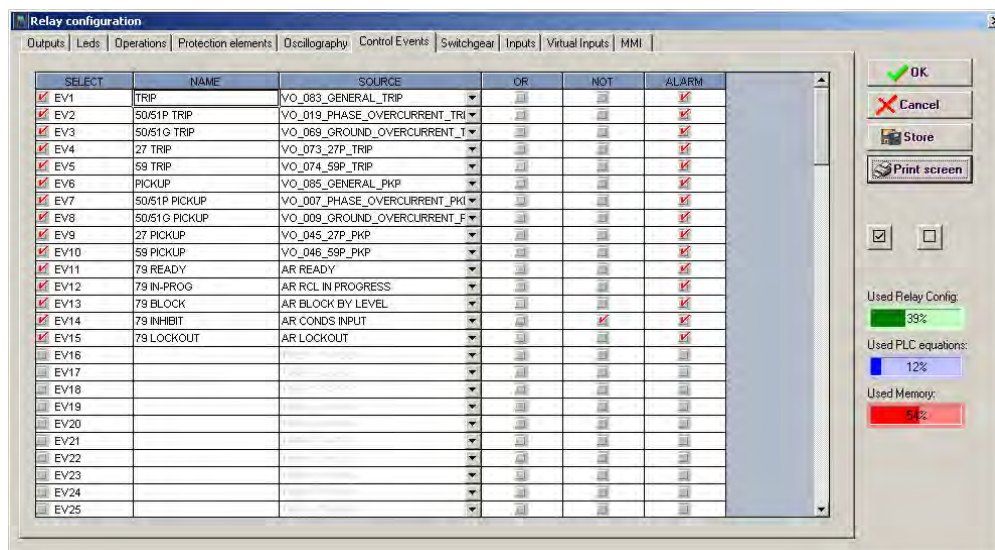 Relay configuration
Outputs Leds Operations Protection elements Oscillography Control Events Switchgear Inputs Virtual Inputs MMI
SELECT NAME SOURCE OR NOT ALARM
EV1 TRIP VO_083_GENERAL_TRIP
EV2 50/51P TRIP VO_019_PHASE_OVERCURRENT_TRI
EV3 50/51G TRIP VO_069_GROUND_OVERCURRENT_T
EV4 27 TRIP VO_073_27P_TRIP
EV5 59 TRIP VO_074_59P_TRIP
EV6 PICKUP VO_085_GENERAL_PKP
EV7 50/51P PICKUP VO_007_PHASE_OVERCURRENT_PKI
EV8 50/51G PICKUP VO_009_GROUND_OVERCURRENT_F
EV9 27 PICKUP VO_045_27P_PKP
EV10 59 PICKUP VO_046_59P_PKP
EV11 79 READY AR READY
EV12 79 IN-PROG AR RCL IN PROGRESS
EV13 79 BLOCK AR BLOCK BY LEVEL
EV14 79 INHIBIT AR CONDS INPUT
EV15 79 LOCKOUT AR LOCKOUT
EV16
EV17
EV18
EV19
EV20
EV21
EV22
EV23
EV24
EV25
OK
Cancel
Store
Print screen
Used Relay Config:
39%
Used PLC equations:
12%
Used Memory:
54%